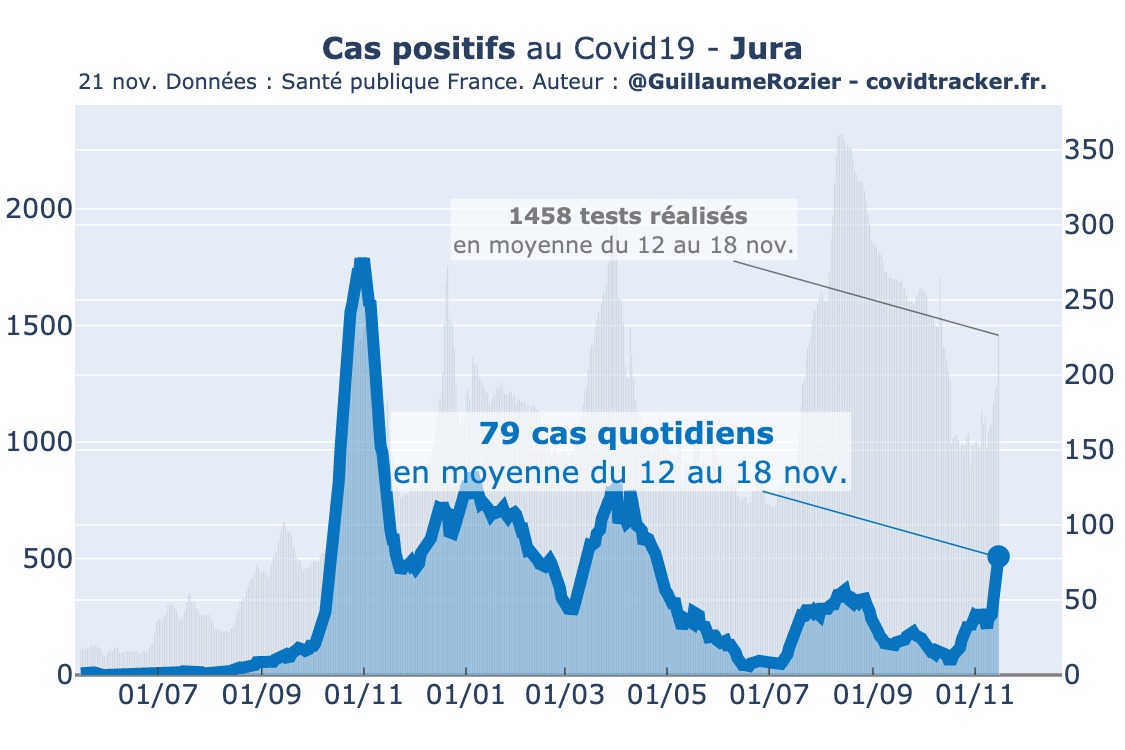 Cas positifs au Covid19 - Jura
21 nov. Données : Santé publique France. Auteur : @GuillaumeRozier - covidtracker.fr.
350
2000
1458 tests réalisés
300
en moyenne du 12 au 18 nov.
250
1500
200
79 cas quotidiens
1000
150
en moyenne du 12 au 18 nov.
100
500
50
0
0
01/07 01/09 01/11 01/01 01/03 01/05 01/07 01/09 01/11